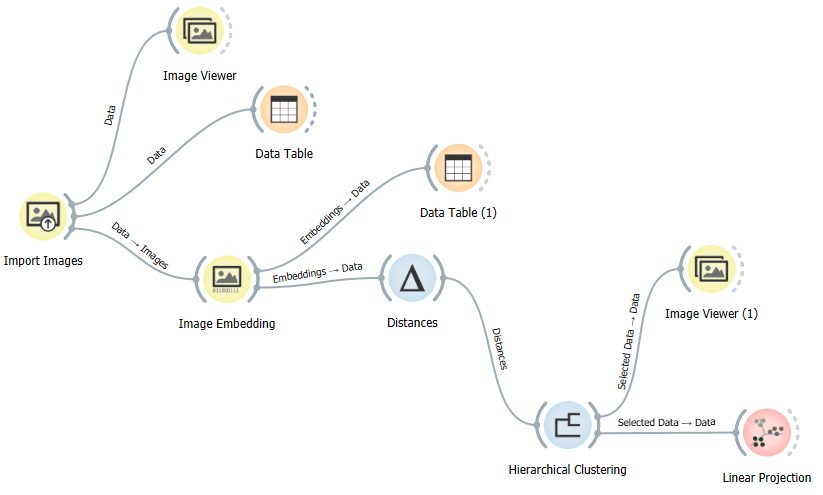 Image Viewer
Data
Data Table
Data
Import Images
Data → Images
Image Embedding
011000111
Embeddings → Data
Data Table (1)
Embeddings → Data
Distances
Distances
Hierarchical Clustering
Selected Data → Data
Image Viewer (1)
Selected Data → Data
Linear Projection